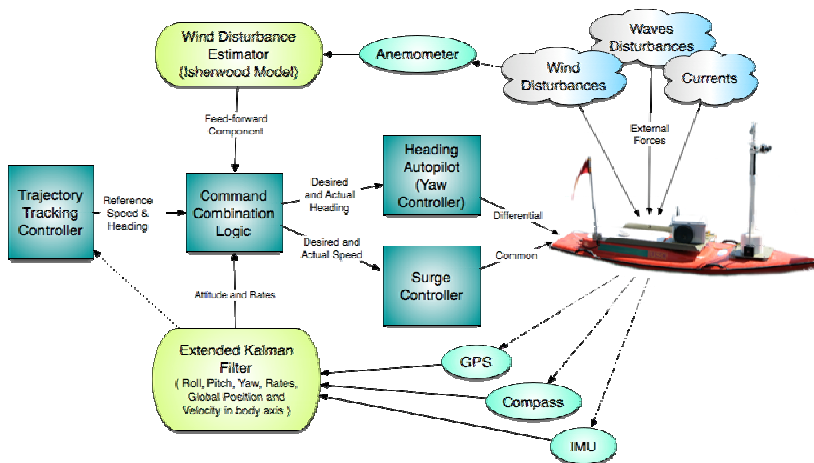 Wind Disturbance
Estimator
(Isherwood Model)
Anemometer
Waves
Disturbances
Wind
Disturbances
Currents
Feed-forward
Component
External
Forces
Trajectory
Tracking
Controller
Reference
Speed &
Heading
Command
Combination
Logic
Desired
and Actual
Heading
Heading
Autopilot
(Yaw
Controller)
Differential
Desired and
Actual Speed
Surge
Controller
Common
Attitude and Rates
Extended Kalman
Filter
( Roll, Pitch, Yaw, Rates,
Global Position and
Velocity in body axis )
GPS
Compass
IMU